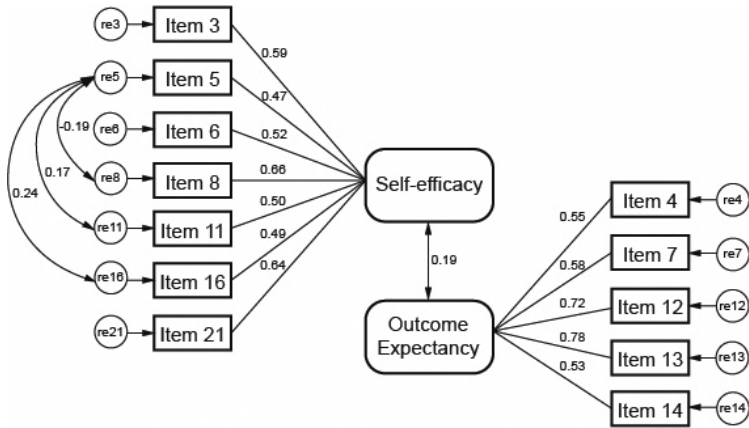 re3
Item 3
0.59
re5
Item 5
0.47
re6
Item 6
0.52
-0.19
re8
Item 8
0.66
0.17
0.24
re11
Item 11
0.50
re16
Item 16
0.49
re21
Item 21
0.64
Self-efficacy
0.19
Outcome
Expectancy
0.55
Item 4
re4
0.58
Item 7
re7
0.72
Item 12
re12
0.78
Item 13
re13
0.53
Item 14
re14